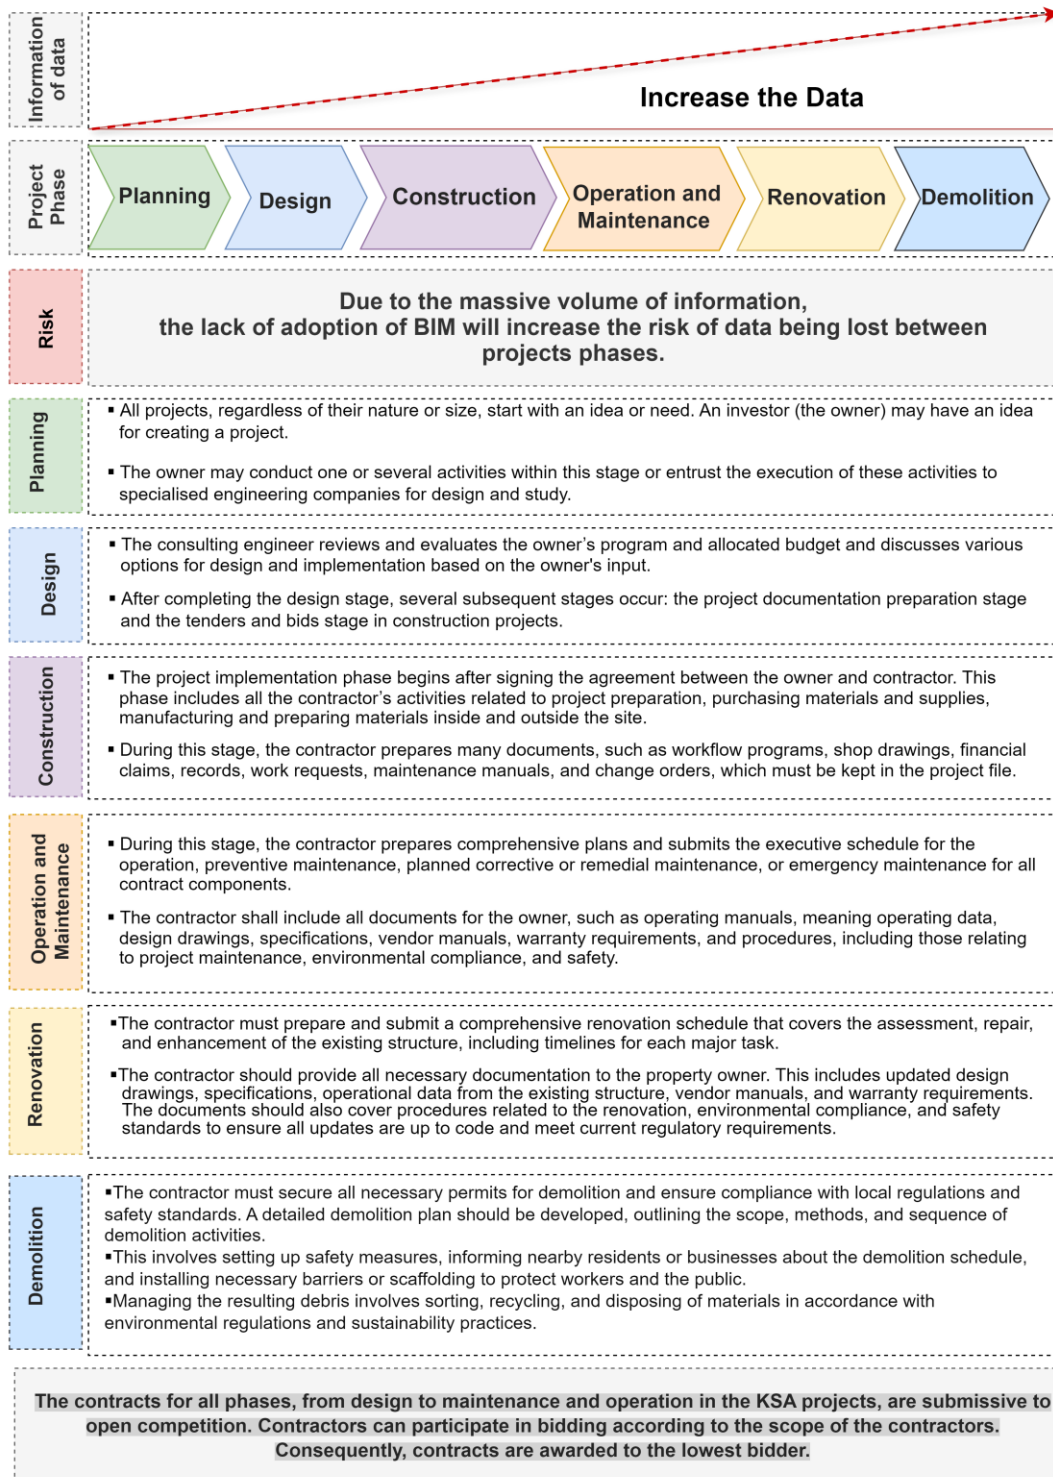 Information
of data
Increase the Data
Project
Phase
Planning
Design
Construction
Operation and
Maintenance
Renovation
Demolition
Risk
Due to the massive volume of information,
the lack of adoption of BIM will increase the risk of data being lost between
projects phases.
Planning
▪ All projects, regardless of their nature or size, start with an idea or need. An investor (the owner) may have an idea
for creating a project.
▪ The owner may conduct one or several activities within this stage or entrust the execution of these activities to
specialised engineering companies for design and study.
Design
▪ The consulting engineer reviews and evaluates the owner’s program and allocated budget and discusses various
options for design and implementation based on the owner's input.
▪ After completing the design stage, several subsequent stages occur: the project documentation preparation stage
and the tenders and bids stage in construction projects.
Construction
▪ The project implementation phase begins after signing the agreement between the owner and contractor. This
phase includes all the contractor’s activities related to project preparation, purchasing materials and supplies,
manufacturing and preparing materials inside and outside the site.
▪ During this stage, the contractor prepares many documents, such as workflow programs, shop drawings, financial
claims, records, work requests, maintenance manuals, and change orders, which must be kept in the project file.
Operation and
Maintenance
▪ During this stage, the contractor prepares comprehensive plans and submits the executive schedule for the
operation, preventive maintenance, planned corrective or remedial maintenance, or emergency maintenance for all
contract components.
▪ The contractor shall include all documents for the owner, such as operating manuals, meaning operating data,
design drawings, specifications, vendor manuals, warranty requirements, and procedures, including those relating
to project maintenance, environmental compliance, and safety.
Renovation
▪The contractor must prepare and submit a comprehensive renovation schedule that covers the assessment, repair,
and enhancement of the existing structure, including timelines for each major task.
▪The contractor should provide all necessary documentation to the property owner. This includes updated design
drawings, specifications, operational data from the existing structure, vendor manuals, and warranty requirements.
The documents should also cover procedures related to the renovation, environmental compliance, and safety
standards to ensure all updates are up to code and meet current regulatory requirements.
Demolition
▪The contractor must secure all necessary permits for demolition and ensure compliance with local regulations and
safety standards. A detailed demolition plan should be developed, outlining the scope, methods, and sequence of
demolition activities.
▪This involves setting up safety measures, informing nearby residents or businesses about the demolition schedule,
and installing necessary barriers or scaffolding to protect workers and the public.
▪Managing the resulting debris involves sorting, recycling, and disposing of materials in accordance with
environmental regulations and sustainability practices.
The contracts for all phases, from design to maintenance and operation in the KSA projects, are submissive to
open competition. Contractors can participate in bidding according to the scope of the contractors.
Consequently, contracts are awarded to the lowest bidder.